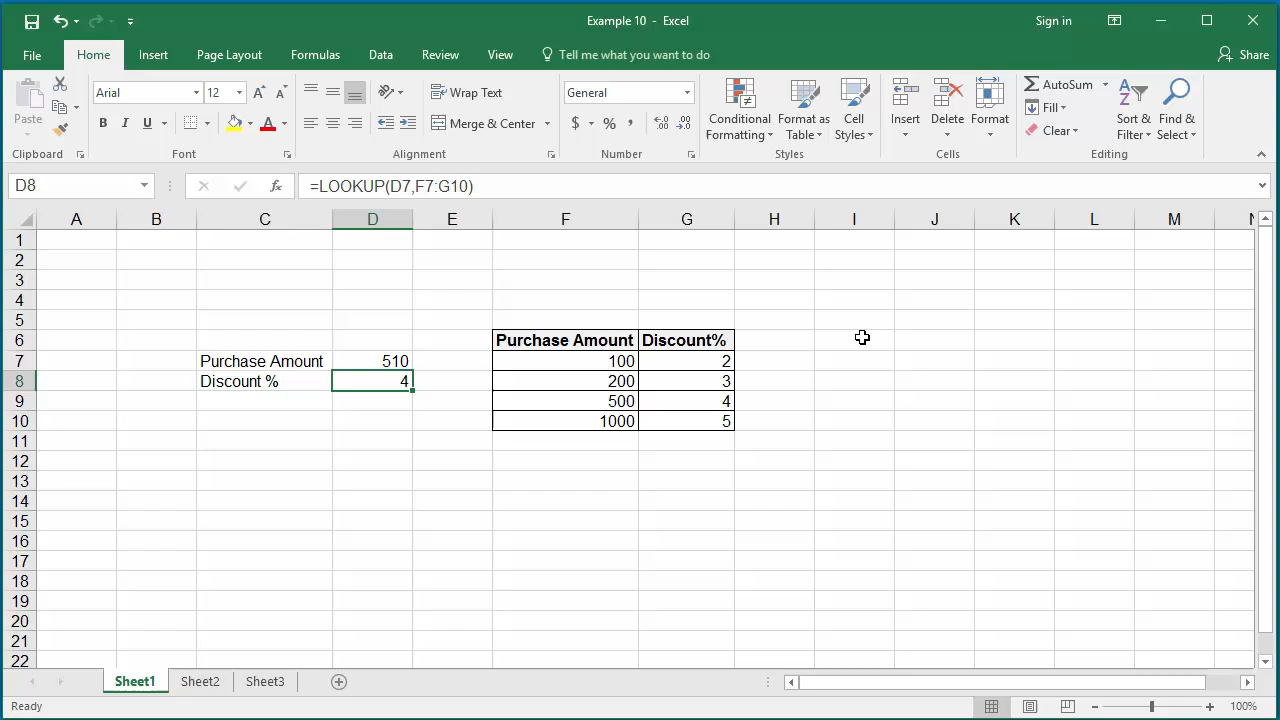 Example 10 - Excel
Sign in
File Home Insert Page Layout Formulas Data Review View Tell me what you want to do Share
Paste
Clipboard
Arial 12
B I U A
Font
Wrap Text
Merge & Center
Alignment
General
$ % ,
Number
Conditional Formatting
Format as Table
Cell Styles
Styles
Insert Delete Format
Cells
AutoSum
Fill
Clear
Sort & Filter
Find & Select
Editing
D8 fx =LOOKUP(D7,F7:G10)
A B C D E F G H I J K L M N
1
2
3
4
5
6 Purchase Amount Discount%
7 Purchase Amount 510 100 2
8 Discount % 4 200 3
9 500 4
10 1000 5
11
12
13
14
15
16
17
18
19
20
21
22
Sheet1 Sheet2 Sheet3
Ready 100%